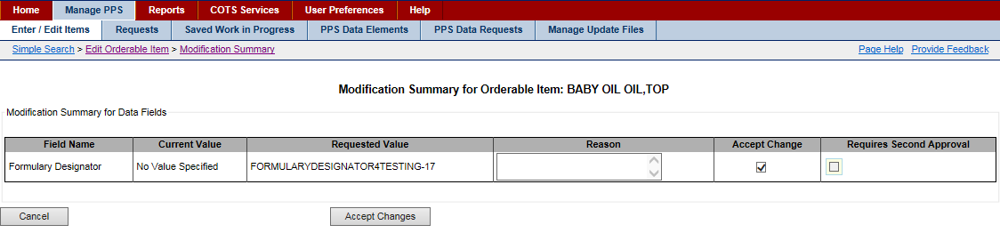 Home Manage PPS Reports COTS Services User Preferences Help
Enter / Edit Items Requests Saved Work in Progress PPS Data Elements PPS Data Requests Manage Update Files
Simple Search > Edit Orderable Item > Modification Summary Page Help Provide Feedback
Modification Summary for Orderable Item: BABY OIL OIL,TOP
Modification Summary for Data Fields
Field Name Current Value Requested Value Reason Accept Change Requires Second Approval
Formulary Designator No Value Specified FORMULARYDESIGNATOR4TESTING-17
Cancel Accept Changes